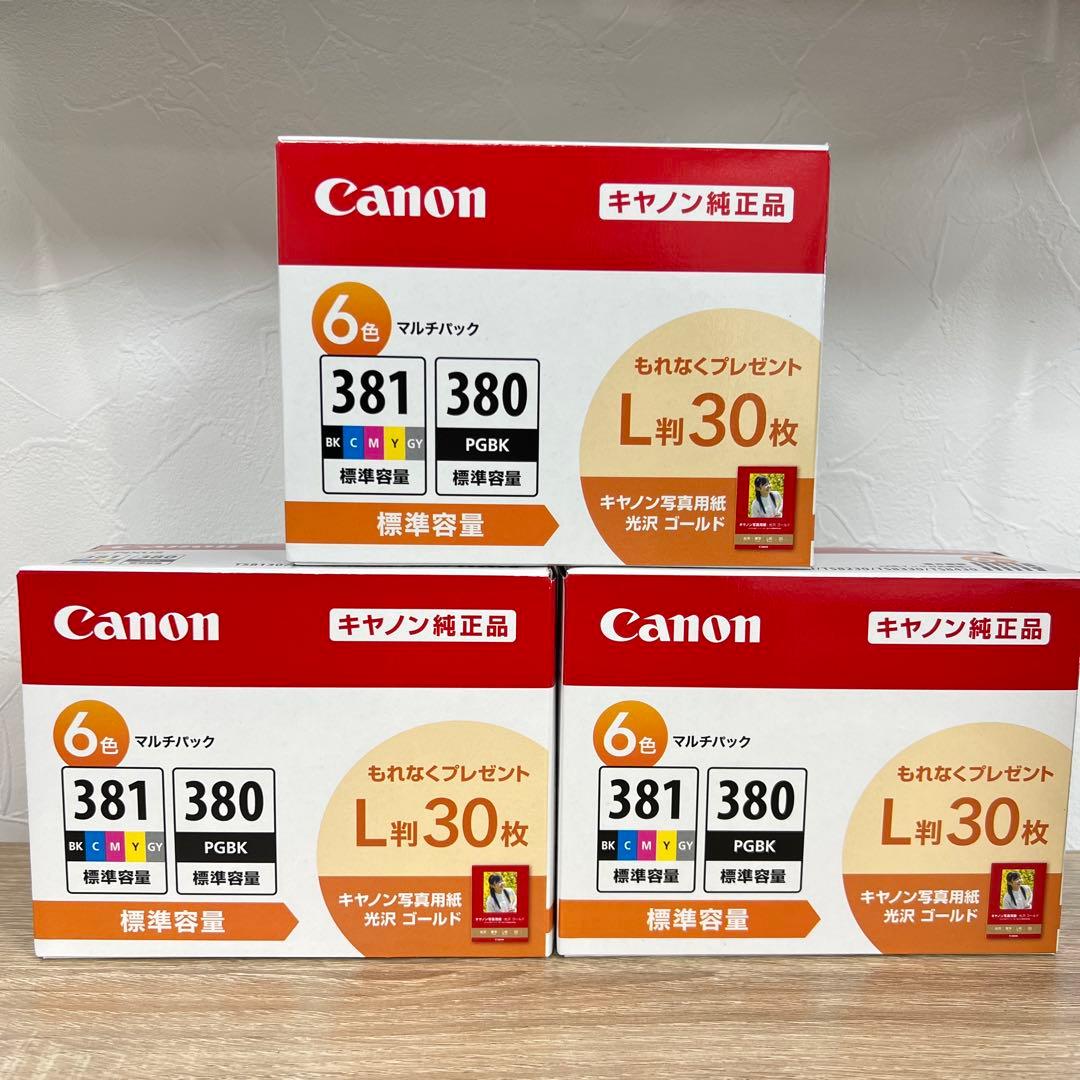 Canon
キヤノン純正品
6色 マルチパック
381
BK C M Y GY
標準容量
380
PGBK
標準容量
標準容量
もれなくプレゼント
L判30枚
キヤノン写真用紙
光沢 ゴールド
381
380
Canon
キヤノン純正品
6色 マルチパック
381
BK C M Y GY
標準容量
380
PGBK
標準容量
標準容量
もれなくプレゼント
L判30枚
キヤノン写真用紙
光沢 ゴールド
Canon
キヤノン純正品
6色 マルチパック
381
BK C M Y GY
標準容量
380
PGBK
標準容量
標準容量
もれなくプレゼント
L判30枚
キヤノン写真用紙
光沢 ゴールド